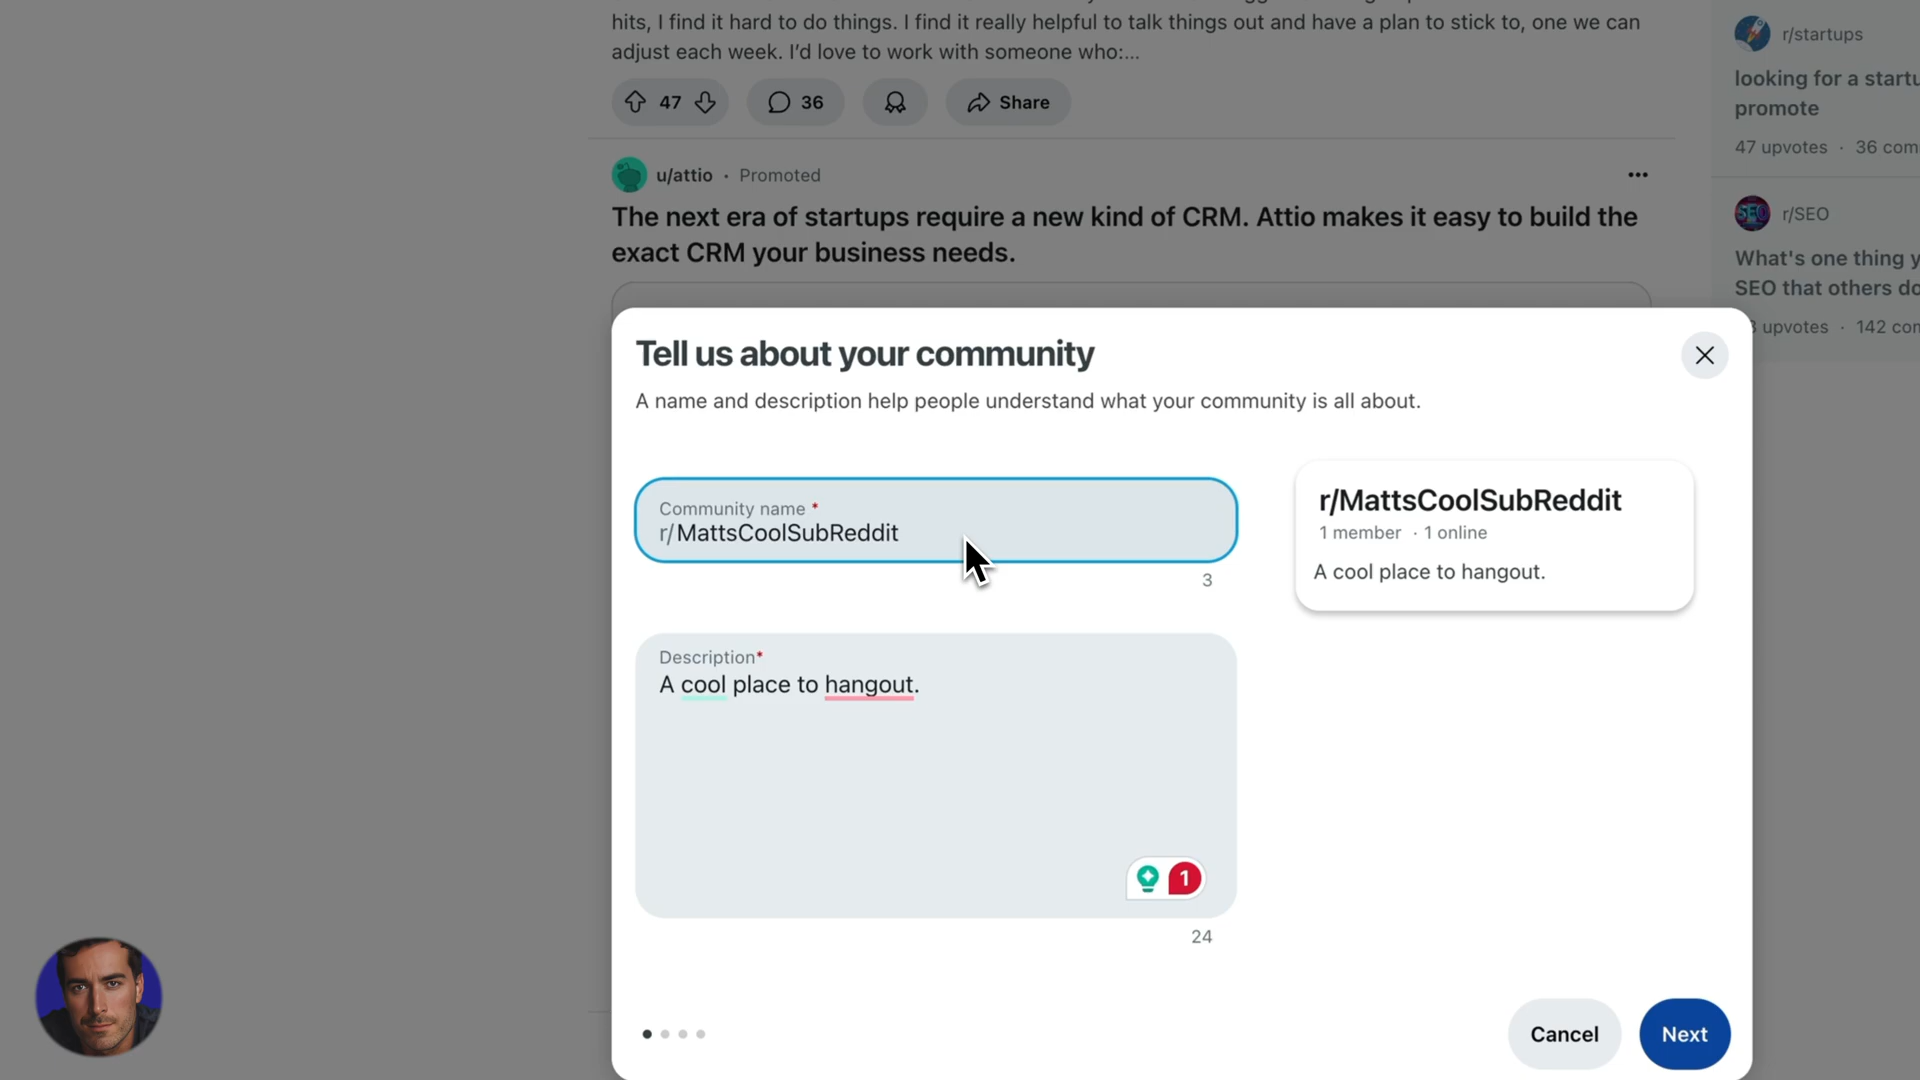 hits, I find it hard to do things. I find it really helpful to talk things out and have a plan to stick to, one we can
adjust each week. I'd love to work with someone who:...
47
36
Share
u/attio · Promoted
The next era of startups require a new kind of CRM. Attio makes it easy to build the
exact CRM your business needs.
r/startups
looking for a
promote
47 upvotes · 36
r/SEO
What's one thing
SEO that others
upvotes · 142
Tell us about your community
A name and description help people understand what your community is all about.
Community name *
r/MattsCoolSubReddit
3
Description*
A cool place to hangout.
1
24
r/MattsCoolSubReddit
1 member · 1 online
A cool place to hangout.
Cancel
Next